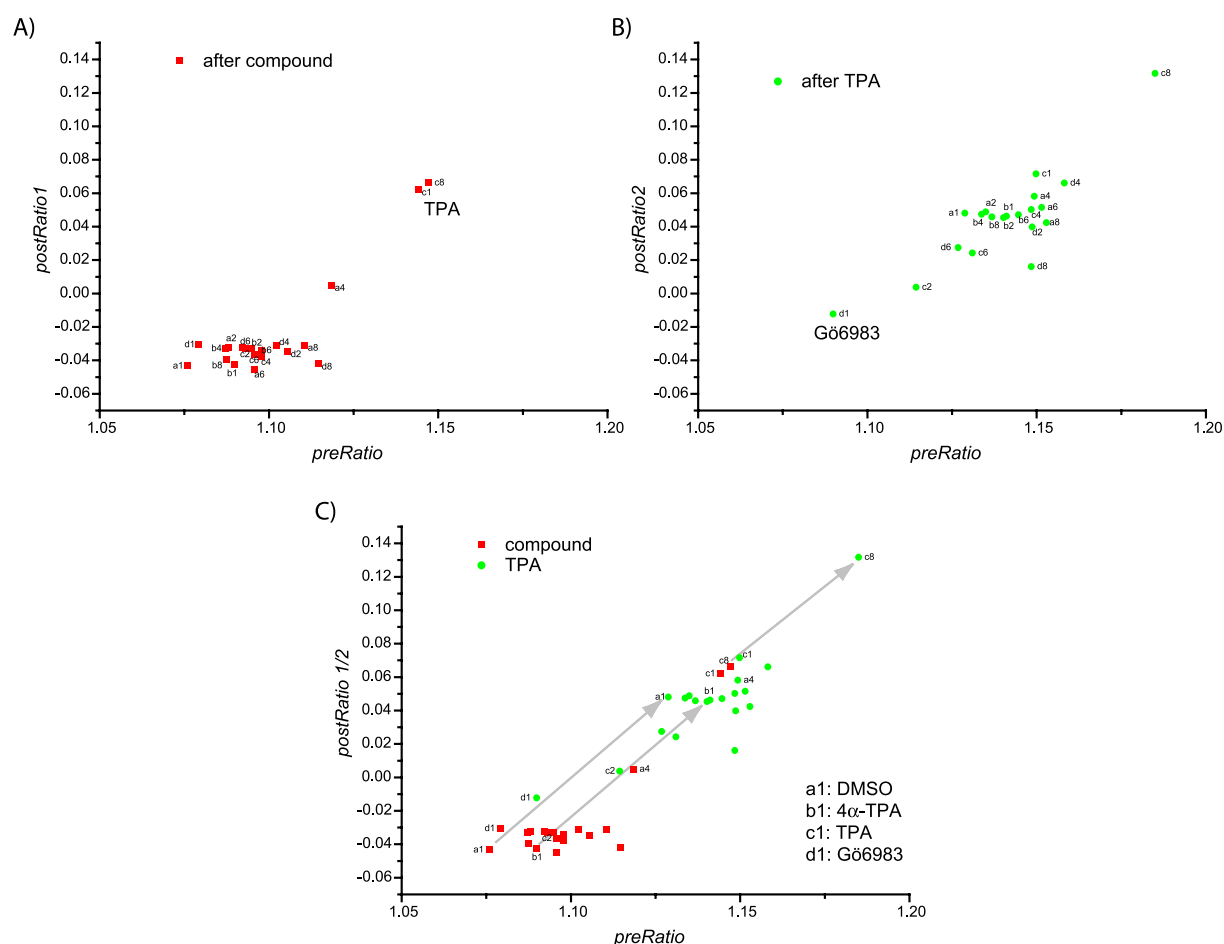 A)
0.14
0.12
0.10
0.08
0.06
0.04
0.02
0.00
-0.02
-0.04
-0.06
postRatio1
after compound
c8
c1
TPA
a4
d1
b4
a2
d6
b2
b6
d4
a8
c2
c6
c4
d2
a1
b8
b1
a6
d8
1.05
1.10
1.15
1.20
preRatio
B)
0.14
0.12
0.10
0.08
0.06
0.04
0.02
0.00
-0.02
-0.04
-0.06
postRatio2
after TPA
c8
c1
d4
a4
a1
a2
b1
a6
b4
b8
b2
b6
c4
a8
d2
d6
c6
d8
c2
d1
Gö6983
1.05
1.10
1.15
1.20
preRatio
C)
0.14
0.12
0.10
0.08
0.06
0.04
0.02
0.00
-0.02
-0.04
-0.06
postRatio 1/2
compound
TPA
c8
c8
c1
c1
a4
a1
b1
c2
a4
d1
d1
c2
a1
b1
a1: DMSO
b1: 4α-TPA
c1: TPA
d1: Gö6983
1.05
1.10
1.15
1.20
preRatio